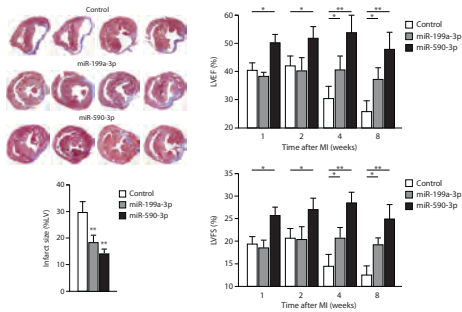 Control
miR-199a-3p
miR-590-3p
Infarct size (%LV)
40
30
20
10
0
**
**
Control
miR-199a-3p
miR-590-3p
LVEF (%)
60
50
40
30
20
*
*
**
*
**
*
1
2
4
8
Time after MI (weeks)
Control
miR-199a-3p
miR-590-3p
LVFS (%)
35
30
25
20
15
10
*
*
**
*
**
*
1
2
4
8
Time after MI (weeks)
Control
miR-199a-3p
miR-590-3p